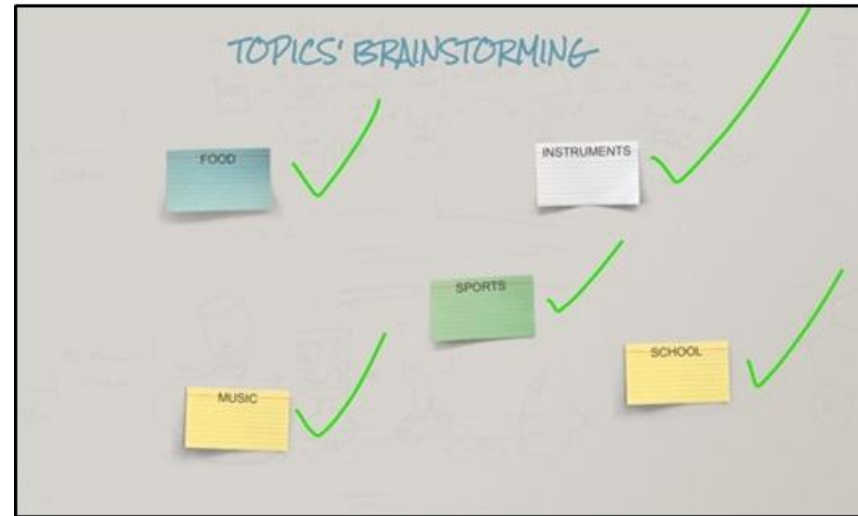 TOPICS' BRAINSTORMING
FOOD
INSTRUMENTS
SPORTS
SCHOOL
MUSIC